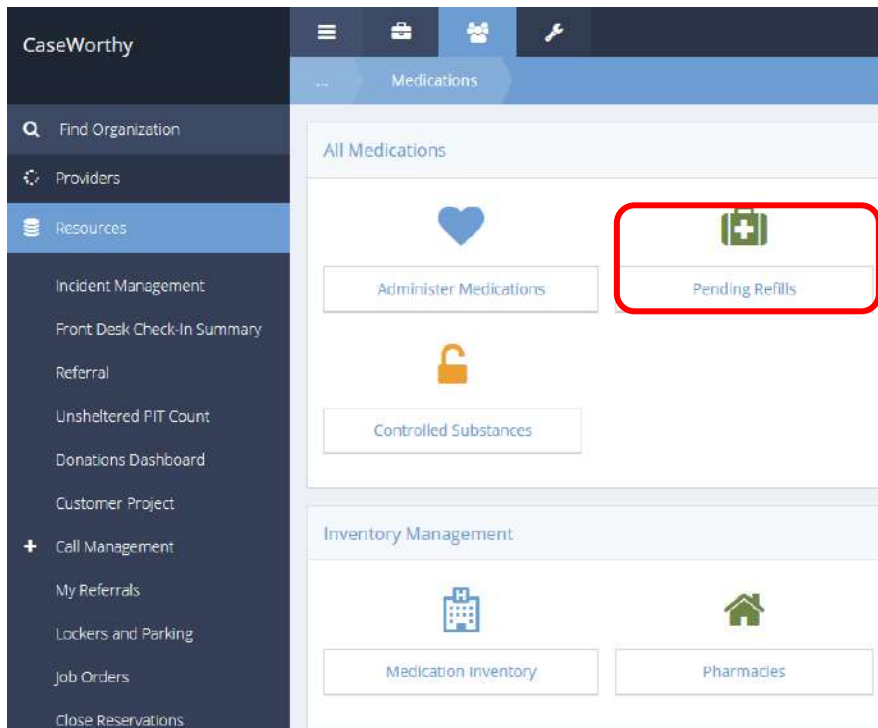 CaseWorthy
... Medications
Find Organization
Providers
Resources
Incident Management
Front Desk Check-In Summary
Referral
Unsheltered PIT Count
Donations Dashboard
Customer Project
Call Management
My Referrals
Lockers and Parking
Job Orders
Close Reservations
All Medications
Administer Medications
Pending Refills
Controlled Substances
Inventory Management
H
Medication Inventory
Pharmacies